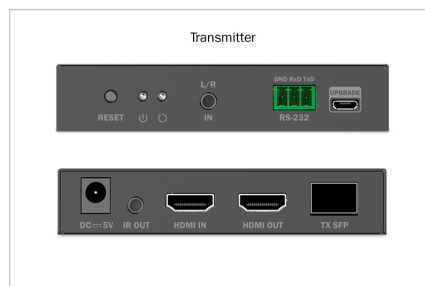 Transmitter
L/R
GND RxD TxD
UPGRADE
RESET
IN
RS-232
DC 5V
IR OUT
HDMI IN
HDMI OUT
TX SFP